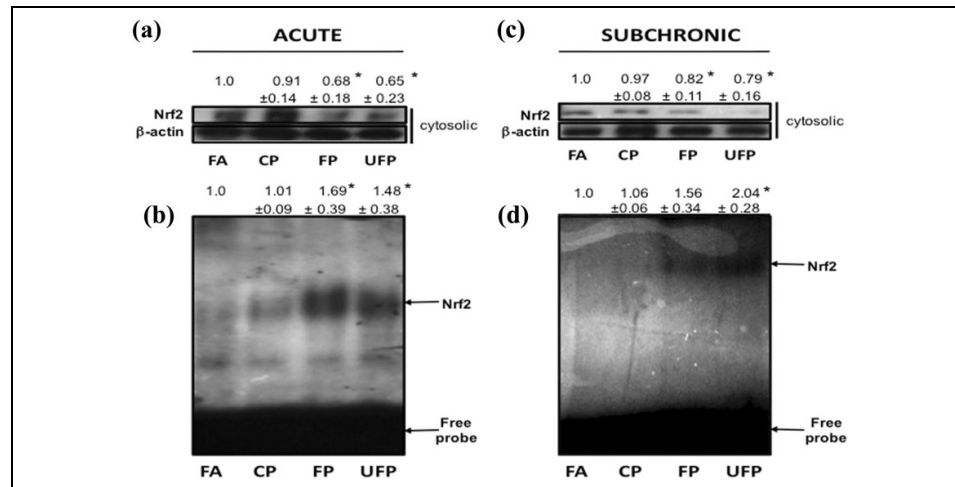 (a) ACUTE
1.0 0.91 0.68 * 0.65 *
±0.14 ± 0.18 ± 0.23
Nrf2
β-actin
cytosolic
FA CP FP UFP
(b)
1.0 1.01 1.69 * 1.48 *
±0.09 ± 0.39 ± 0.38
Nrf2
Free
probe
FA CP FP UFP
(c) SUBCHRONIC
1.0 0.97 0.82 * 0.79 *
±0.08 ± 0.11 ± 0.16
Nrf2
β-actin
cytosolic
FA CP FP UFP
(d)
1.0 1.06 1.56 2.04 *
±0.06 ± 0.34 ± 0.28
Nrf2
Free
probe
FA CP FP UFP